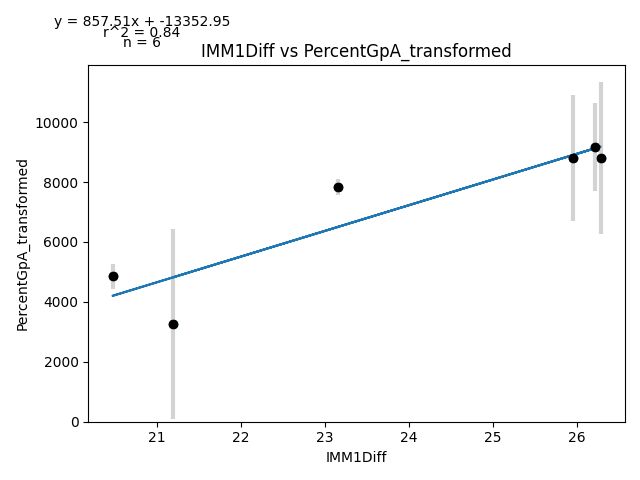 y = 857.51x + -13352.95
r^2 = 0.84
n = 6
IMM1Diff vs PercentGpA_transformed
PercentGpA_transformed
10000
8000
6000
4000
2000
0
21
22
23
24
25
26
IMM1Diff